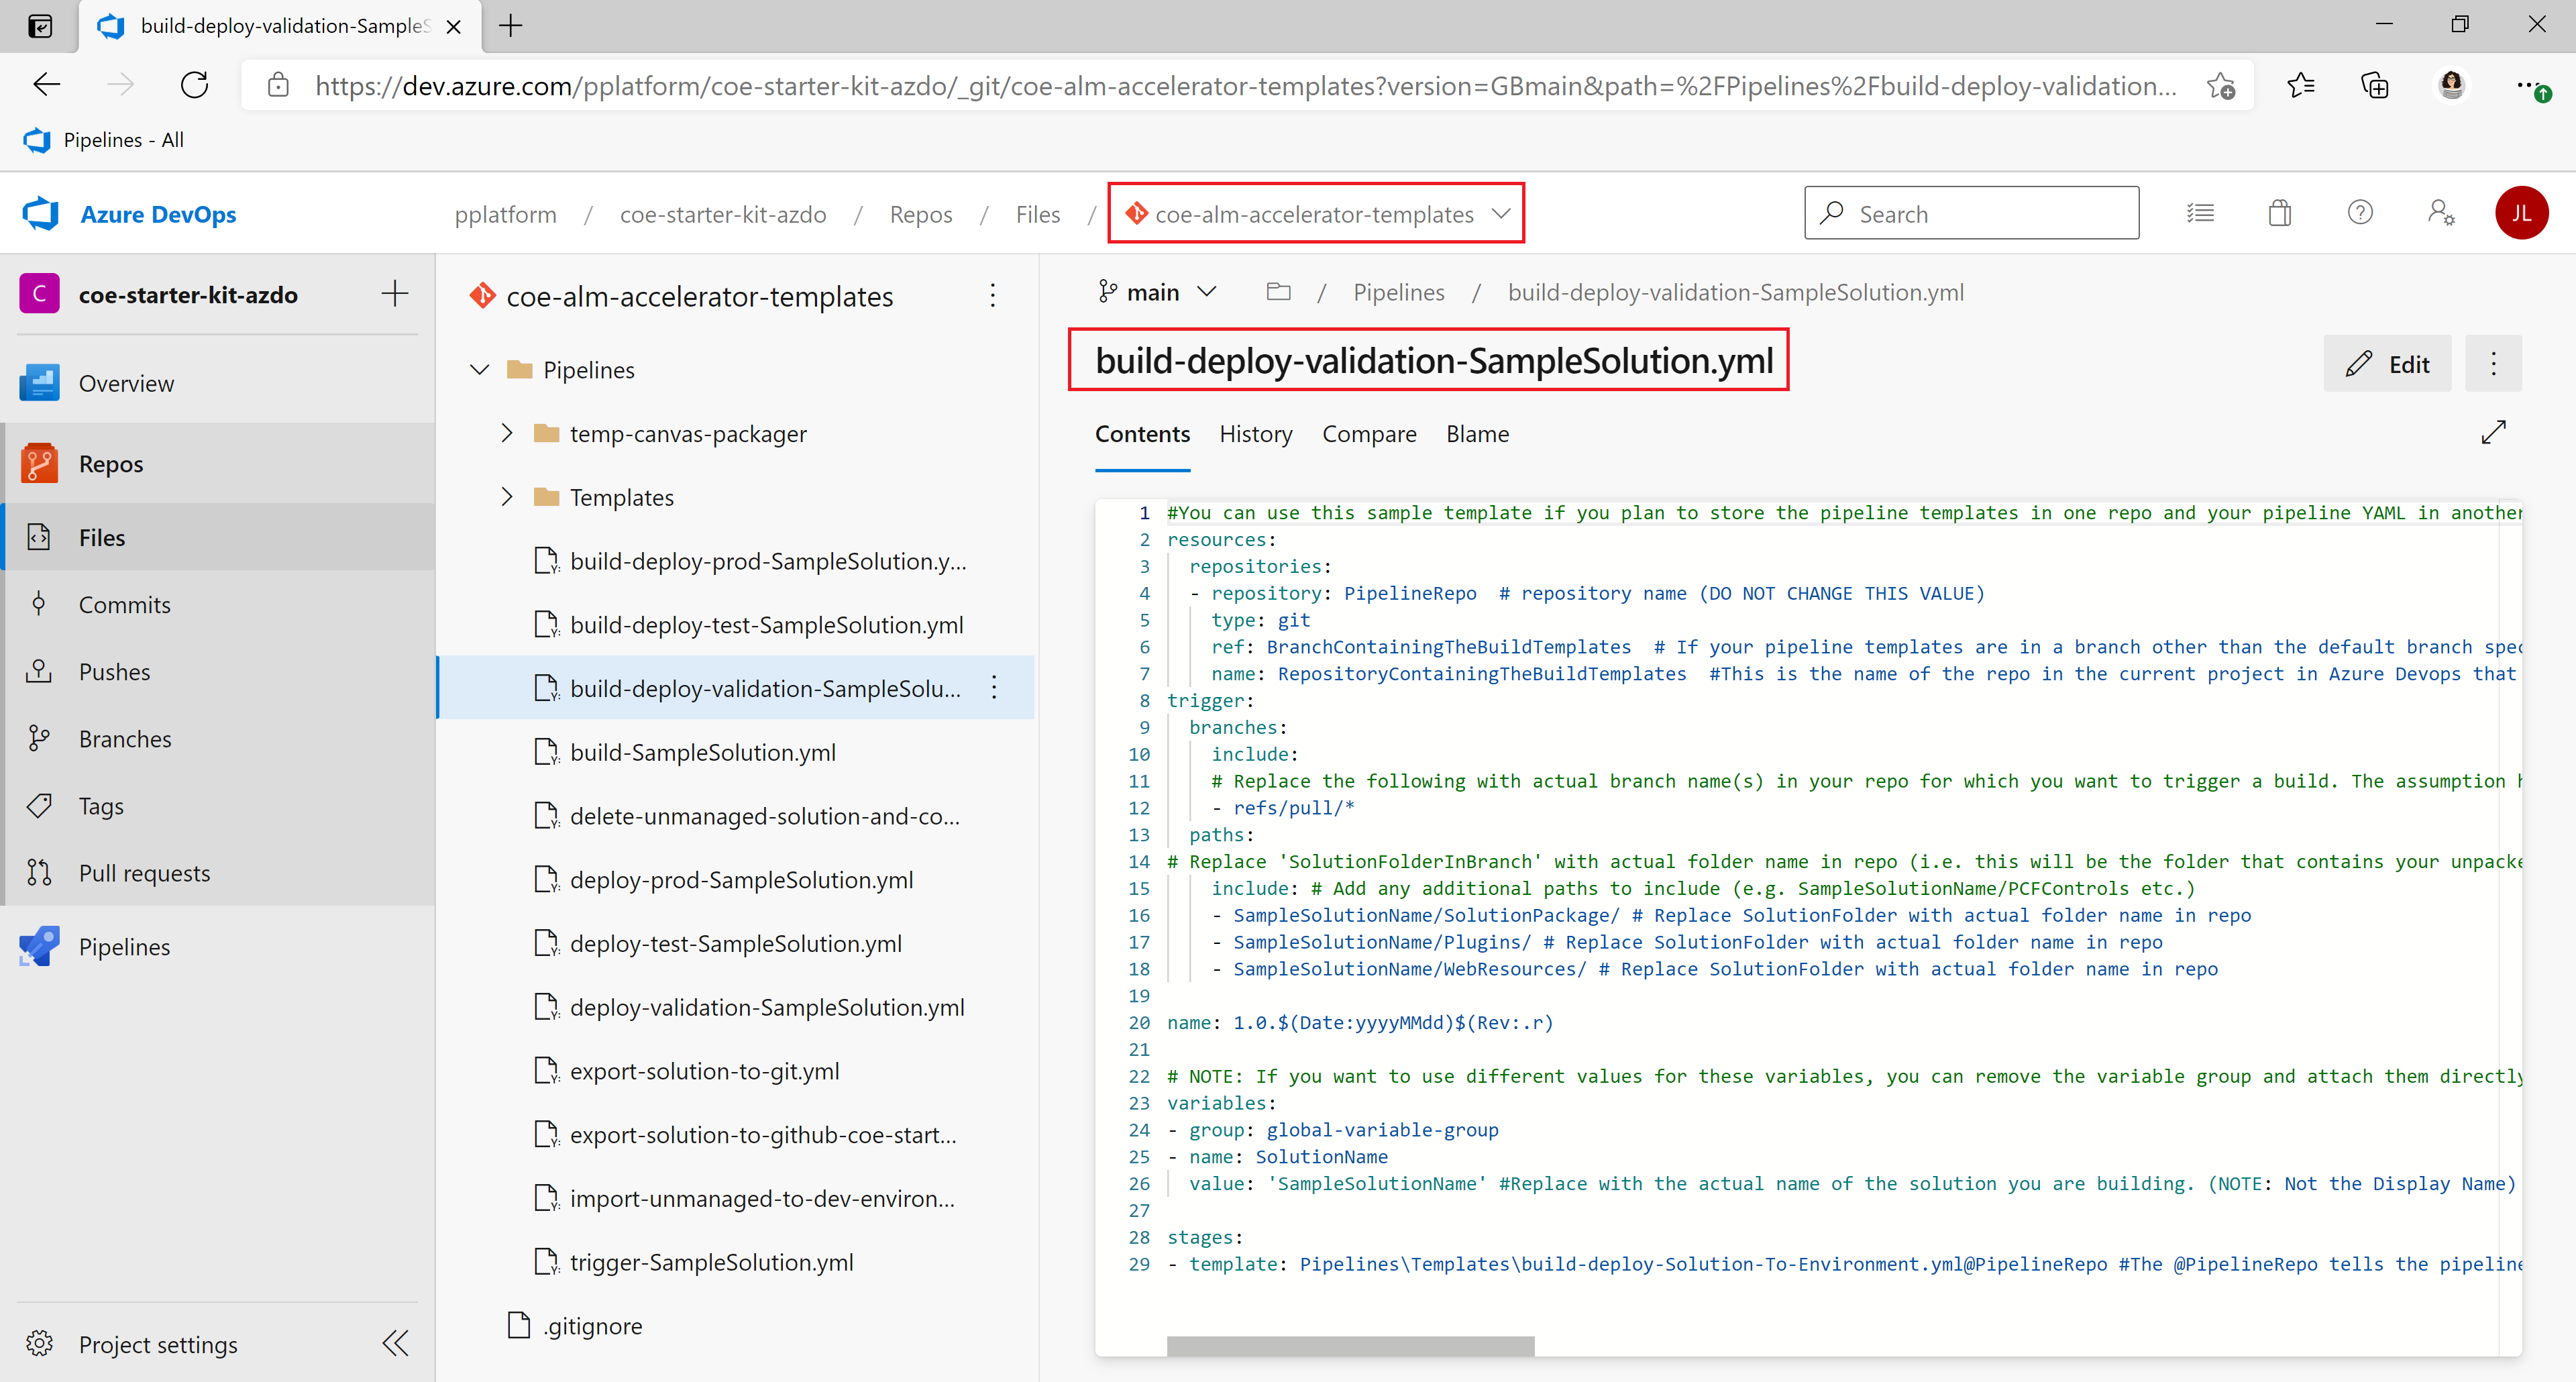 build-deploy-validation-SampleS
https://dev.azure.com/pplatform/coe-starter-kit-azdo/_git/coe-alm-accelerator-templates?version=GBmain&path=%2FPipelines%2Fbuild-deploy-validation...
Pipelines - All
Azure DevOps
pplatform / coe-starter-kit-azdo / Repos / Files / coe-alm-accelerator-templates
Search
JL
C coe-starter-kit-azdo
Overview
Repos
Files
Commits
Pushes
Branches
Tags
Pull requests
Pipelines
Project settings
coe-alm-accelerator-templates
Pipelines
temp-canvas-packager
Templates
build-deploy-prod-SampleSolution.y...
build-deploy-test-SampleSolution.yml
build-deploy-validation-SampleSolu...
build-SampleSolution.yml
delete-unmanaged-solution-and-co...
deploy-prod-SampleSolution.yml
deploy-test-SampleSolution.yml
deploy-validation-SampleSolution.yml
export-solution-to-git.yml
export-solution-to-github-coe-start...
import-unmanaged-to-dev-environ...
trigger-SampleSolution.yml
.gitignore
main / Pipelines / build-deploy-validation-SampleSolution.yml
build-deploy-validation-SampleSolution.yml
Edit
Contents History Compare Blame
1 #You can use this sample template if you plan to store the pipeline templates in one repo and your pipeline YAML in another
2 resources:
3 repositories:
4 - repository: PipelineRepo # repository name (DO NOT CHANGE THIS VALUE)
5 type: git
6 ref: BranchContainingTheBuildTemplates # If your pipeline templates are in a branch other than the default branch spec
7 name: RepositoryContainingTheBuildTemplates #This is the name of the repo in the current project in Azure Devops that
8 trigger:
9 branches:
10 include:
11 # Replace the following with actual branch name(s) in your repo for which you want to trigger a build. The assumption h
12 - refs/pull/*
13 paths:
14 # Replace 'SolutionFolderInBranch' with actual folder name in repo (i.e. this will be the folder that contains your unpacke
15 include: # Add any additional paths to include (e.g. SampleSolutionName/PCFControls etc.)
16 - SampleSolutionName/SolutionPackage/ # Replace SolutionFolder with actual folder name in repo
17 - SampleSolutionName/Plugins/ # Replace SolutionFolder with actual folder name in repo
18 - SampleSolutionName/WebResources/ # Replace SolutionFolder with actual folder name in repo
19
20 name: 1.0.$(Date:yyyyMMdd)$(Rev:.r)
21
22 # NOTE: If you want to use different values for these variables, you can remove the variable group and attach them directly
23 variables:
24 - group: global-variable-group
25 - name: SolutionName
26 value: 'SampleSolutionName' #Replace with the actual name of the solution you are building. (NOTE: Not the Display Name)
27
28 stages:
29 - template: Pipelines\Templates\build-deploy-Solution-To-Environment.yml@PipelineRepo #The @PipelineRepo tells the pipeline